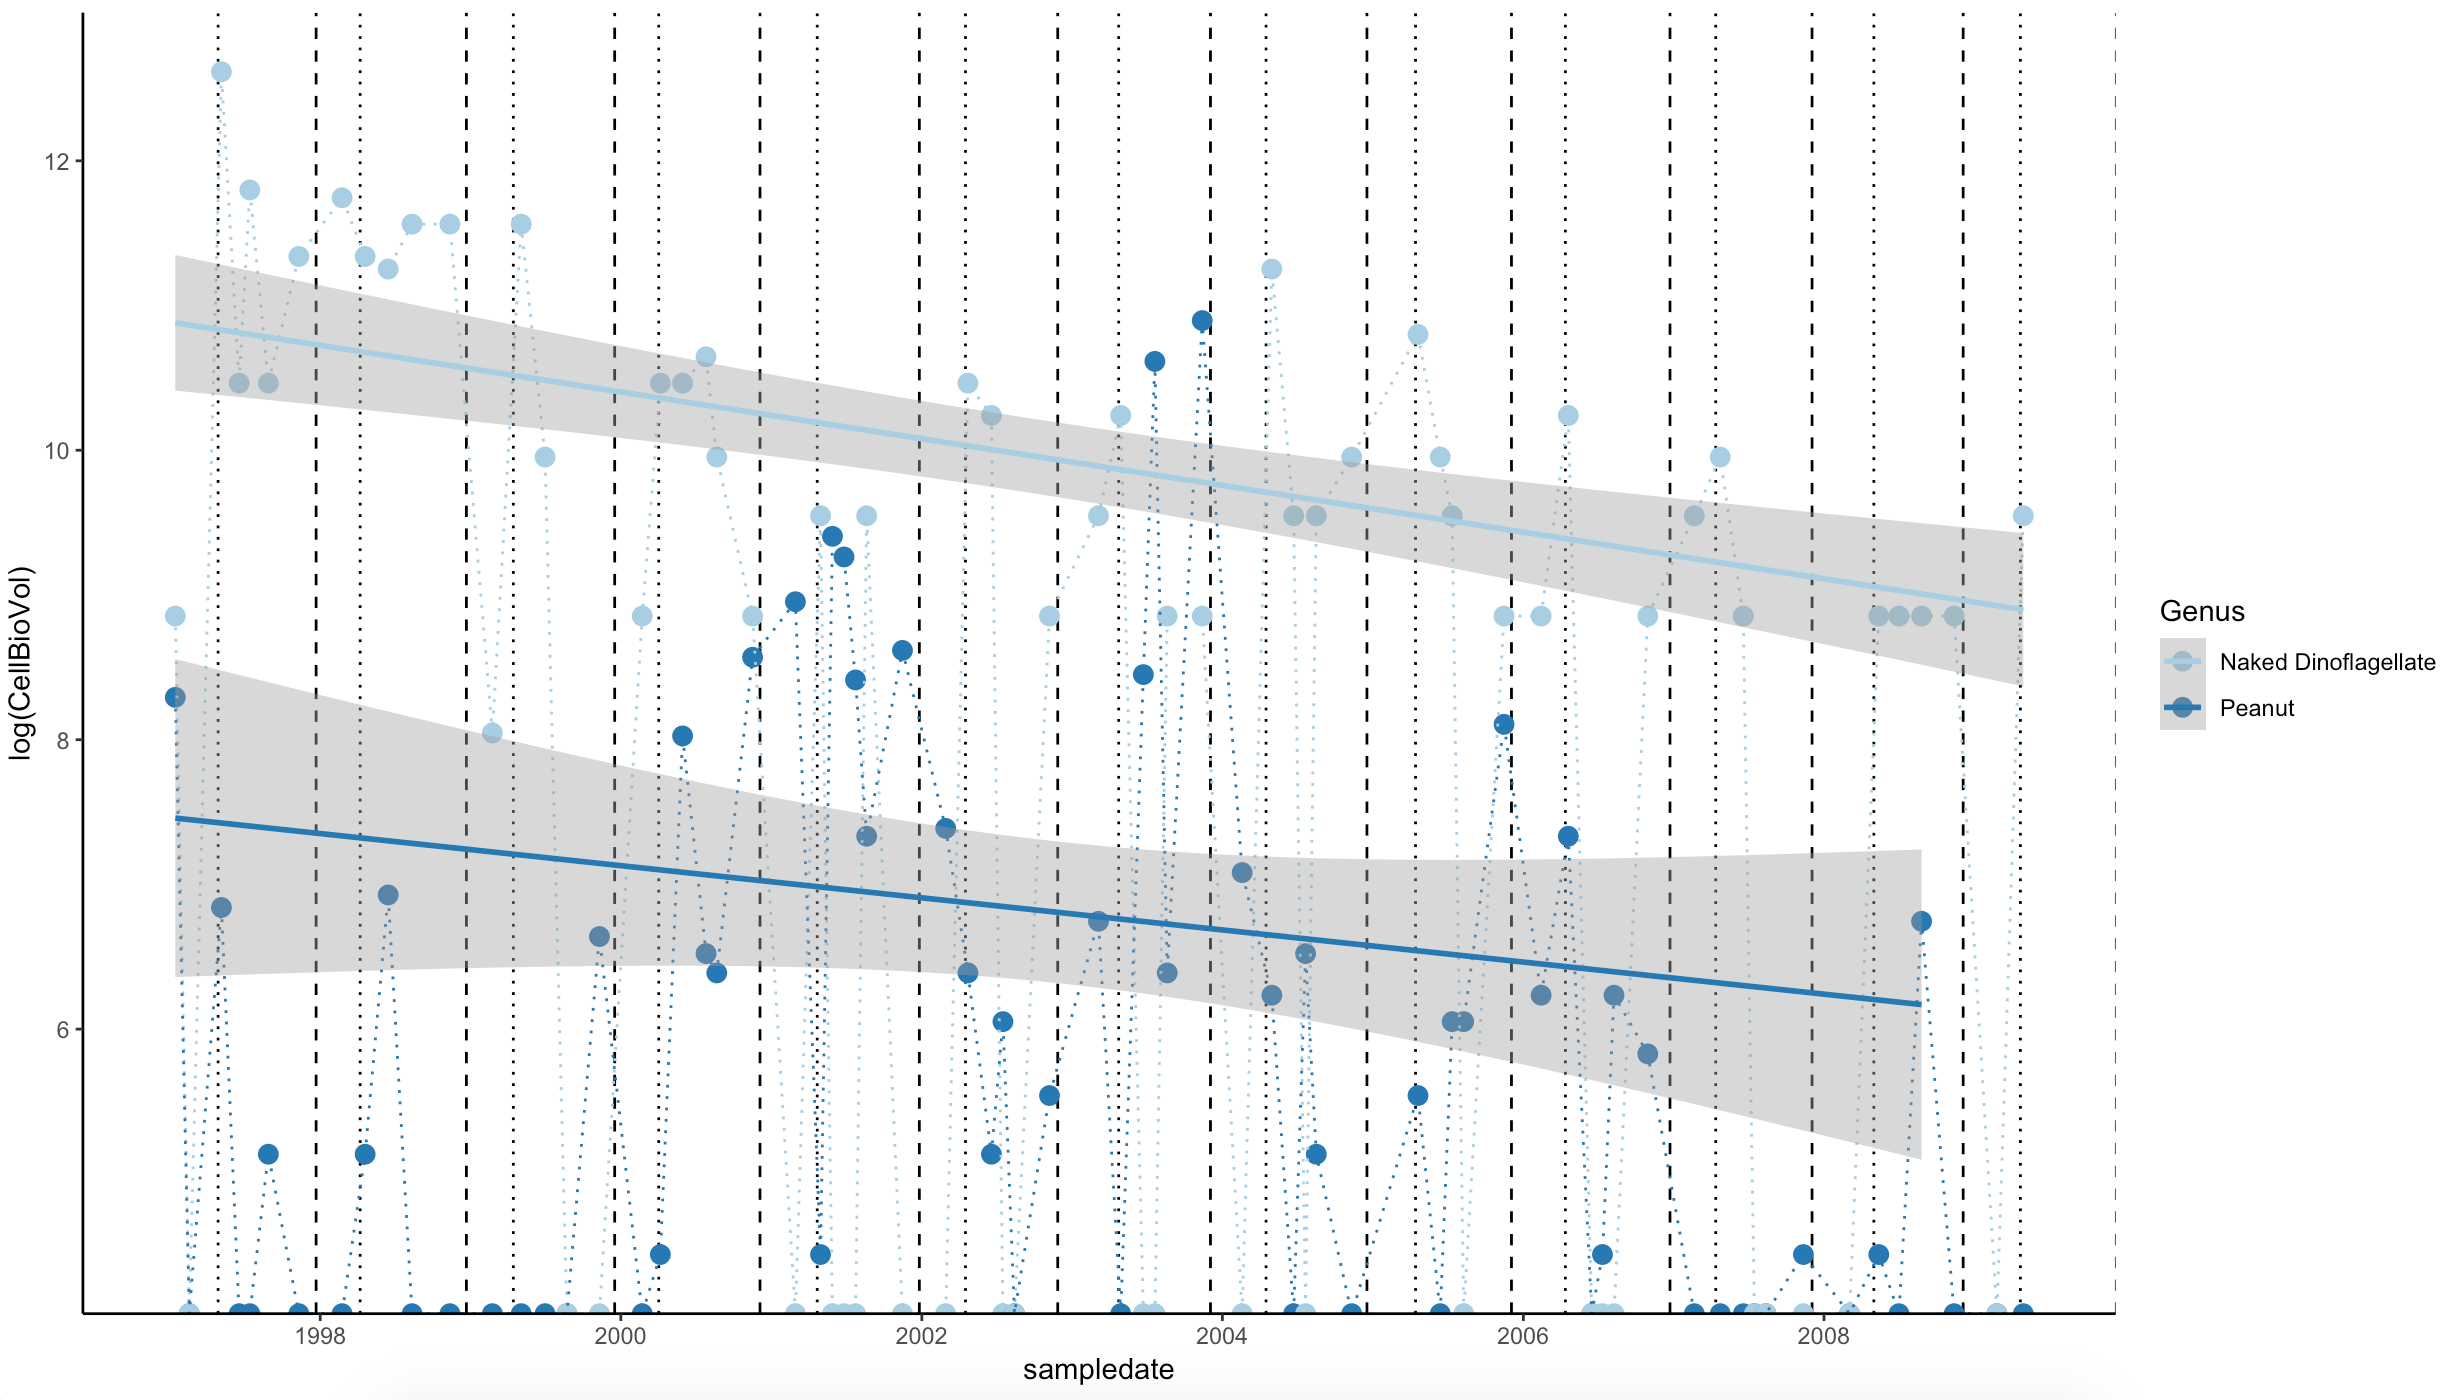 12
10
8
6
log(CellBioVol)
1998 2000 2002 2004 2006 2008
sampledate
Genus
Naked Dinoflagellate
Peanut